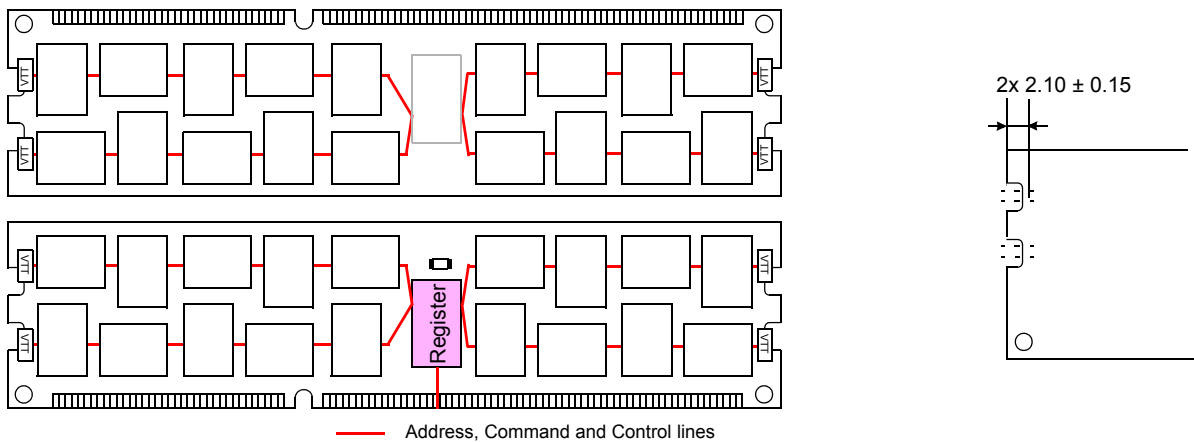 VTT
VTT
VTT
VTT
2x 2.10 ± 0.15
VTT
VTT
Register
VTT
VTT
Address, Command and Control lines